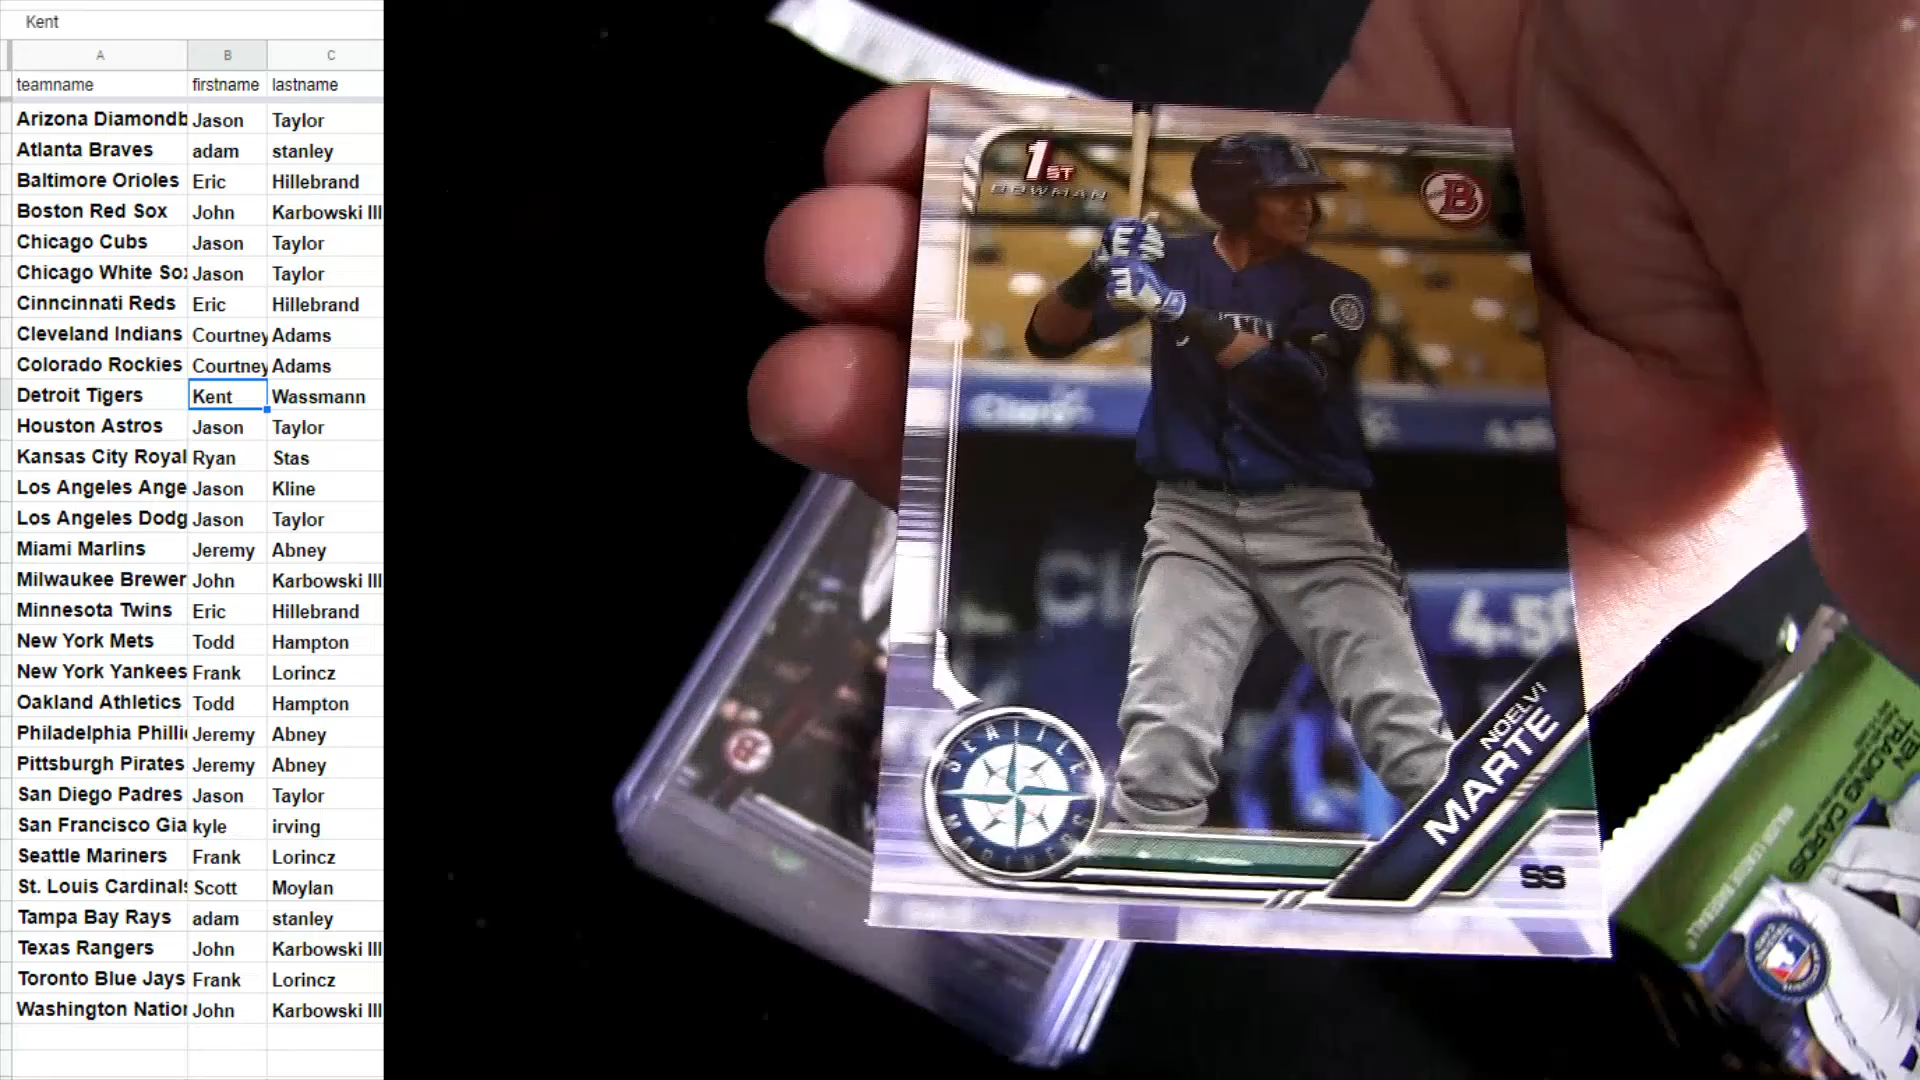 Kent
A B C
teamname firstname lastname
Arizona Diamondb Jason Taylor
Atlanta Braves adam stanley
Baltimore Orioles Eric Hillebrand
Boston Red Sox John Karbowski III
Chicago Cubs Jason Taylor
Chicago White Sox Jason Taylor
Cinncinnati Reds Eric Hillebrand
Cleveland Indians Courtney Adams
Colorado Rockies Courtney Adams
Detroit Tigers Kent Wassmann
Houston Astros Jason Taylor
Kansas City Royal Ryan Stas
Los Angeles Ange Jason Kline
Los Angeles Dodg Jason Taylor
Miami Marlins Jeremy Abney
Milwaukee Brewer John Karbowski III
Minnesota Twins Eric Hillebrand
New York Mets Todd Hampton
New York Yankees Frank Lorincz
Oakland Athletics Todd Hampton
Philadelphia Phillie Jeremy Abney
Pittsburgh Pirates Jeremy Abney
San Diego Padres Jason Taylor
San Francisco Gia kyle irving
Seattle Mariners Frank Lorincz
St. Louis Cardinals Scott Moylan
Tampa Bay Rays adam stanley
Texas Rangers John Karbowski III
Toronto Blue Jays Frank Lorincz
Washington Nation John Karbowski III
1ST
BOWMAN
B
Claro
4.50
NOELVI
MARTE
SEATTLE
MARINERS
SS
B
TRADING CARDS